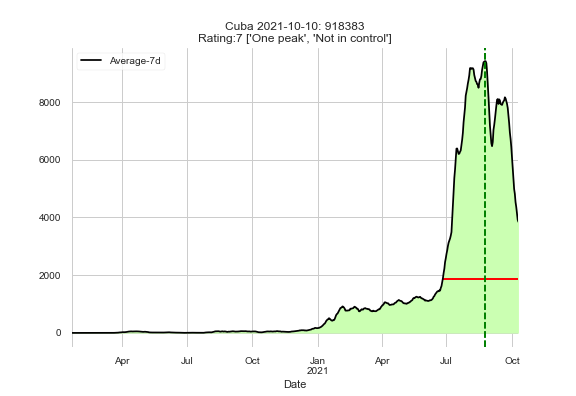 Cuba 2021-10-10: 918383
Rating:7 ['One peak', 'Not in control']
Average-7d
8000
6000
4000
2000
0
Apr
Jul
Oct
Jan
2021
Apr
Jul
Oct
Date